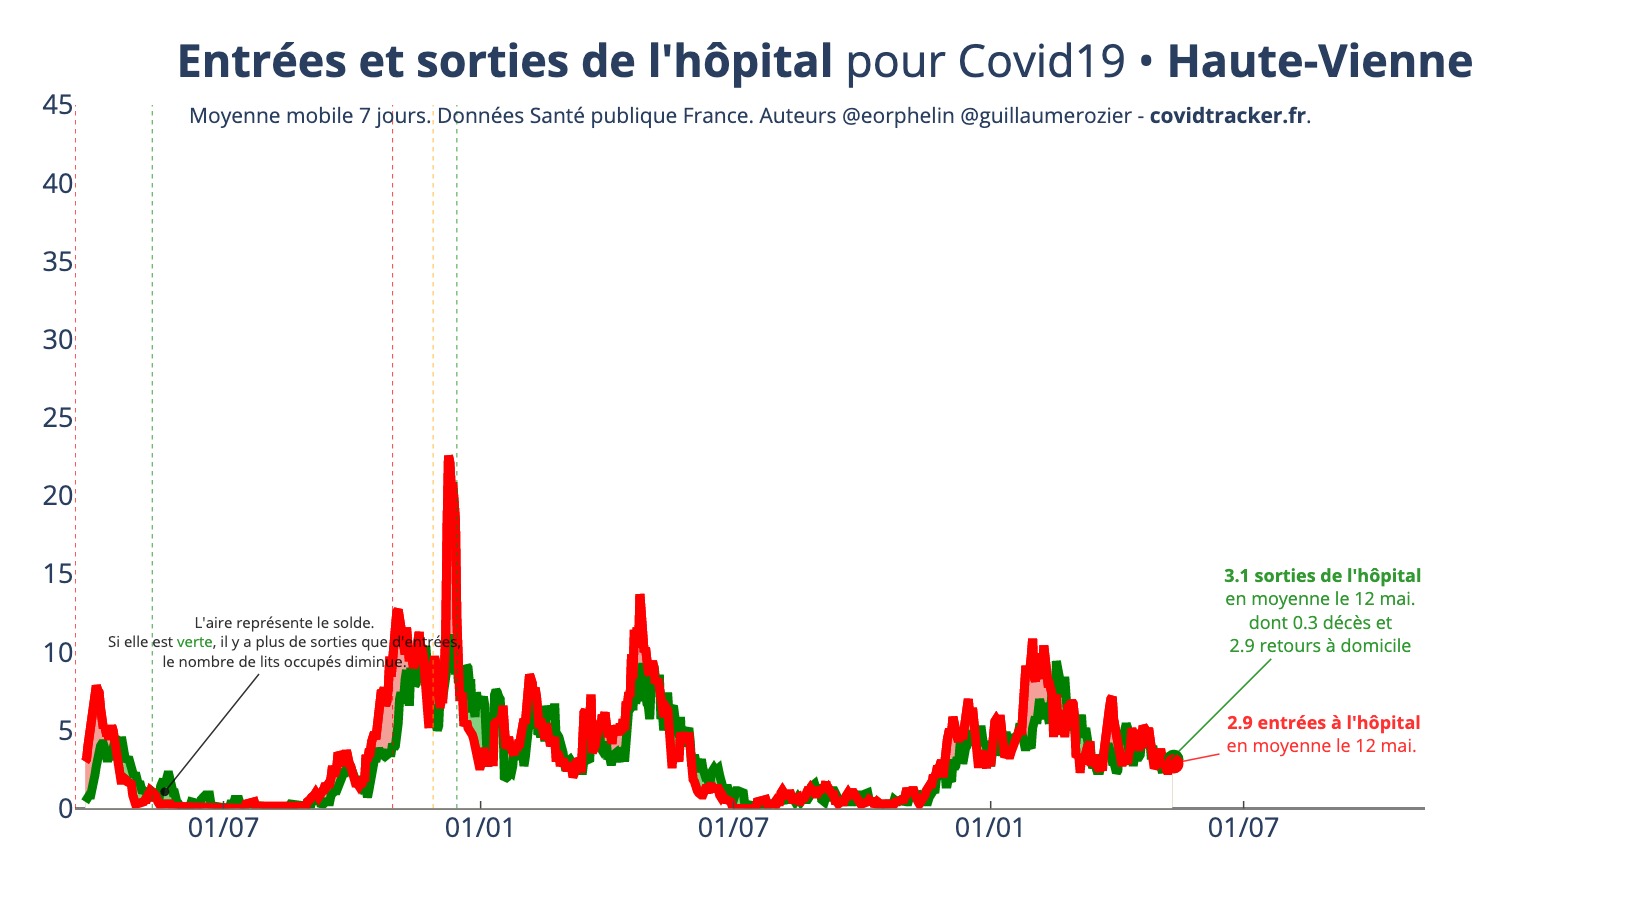 Entrées et sorties de l'hôpital pour Covid19 • Haute-Vienne
Moyenne mobile 7 jours. Données Santé publique France. Auteurs @eorphelin @guillaumerozier - covidtracker.fr.
45
40
35
30
25
20
15
10
5
0
L'aire représente le solde.
Si elle est verte, il y a plus de sorties que d'entrées,
le nombre de lits occupés diminue.
3.1 sorties de l'hôpital
en moyenne le 12 mai.
dont 0.3 décès et
2.9 retours à domicile
2.9 entrées à l'hôpital
en moyenne le 12 mai.
01/07
01/01
01/07
01/01
01/07